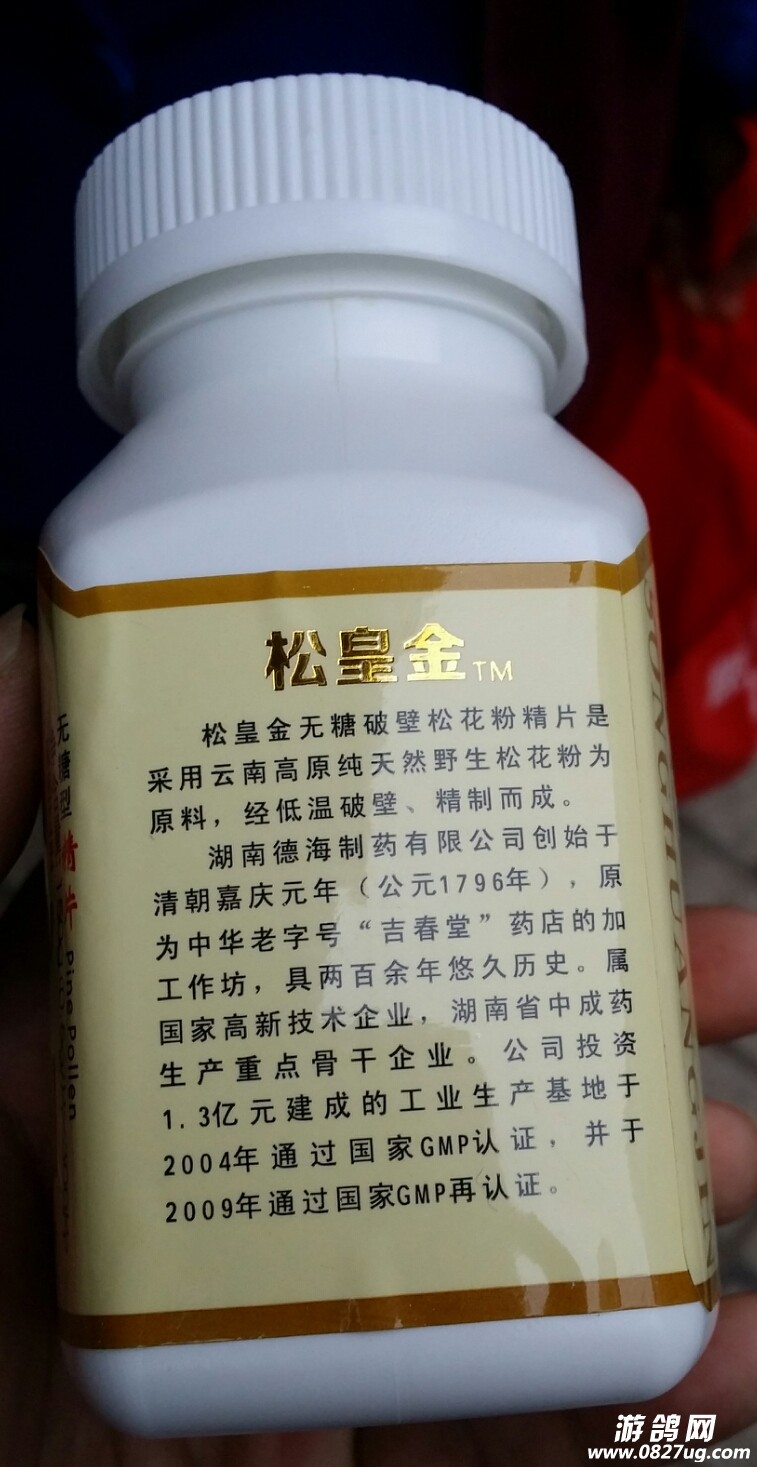 松皇金TM
松皇金无糖破壁松花粉精片是
采用云南高原纯天然野生松花粉为
原料，经低温破壁、精制而成。
湖南德海制药有限公司创始于
清朝嘉庆元年（公元1796年），原
为中华老字号“吉春堂”药店的加
工作坊，具两百余年悠久历史。属
国家高新技术企业，湖南省中成药
生产重点骨干企业。公司投资
1.3亿元建成的工业生产基地于
2004年通过国家GMP认证，并于
2009年通过国家GMP再认证。
无糖型
精片
Pine Pollen
SONGHUANGJIN
游鸽网
www.0827ug.com